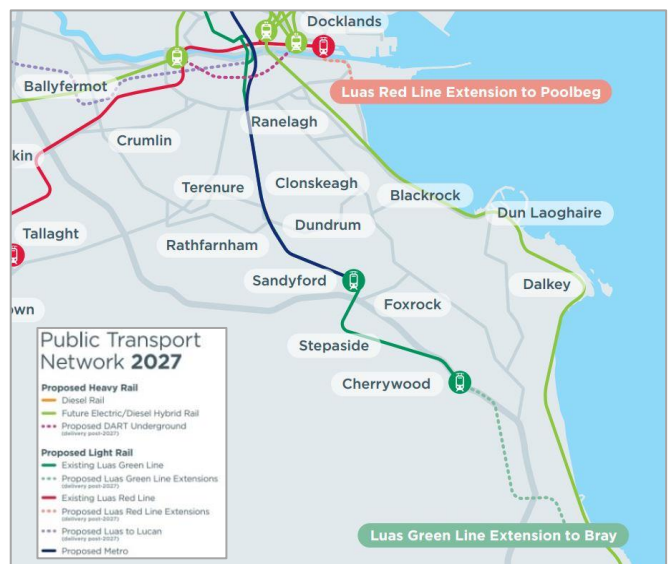 Docklands
Ballyfermot
Luas Red Line Extension to Poolbeg
Ranelagh
Crumlin
kin
Clonskeagh
Terenure
Blackrock
Dun Laoghaire
Dundrum
Tallaght
Rathfarnham
Sandyford
Dalkey
Foxrock
own
Stepaside
Cherrywood
Public Transport
Network 2027
Proposed Heavy Rail
Diesel Rail
Future Electric/Diesel Hybrid Rail
Proposed DART Underground
(delivery post-2027)
Proposed Light Rail
Existing Luas Green Line
Proposed Luas Green Line Extensions
(delivery post-2027)
Existing Luas Red Line
Proposed Luas Red Line Extensions
(delivery post-2027)
Proposed Luas to Lucan
(delivery post-2027)
Proposed Metro
Luas Green Line Extension to Bray